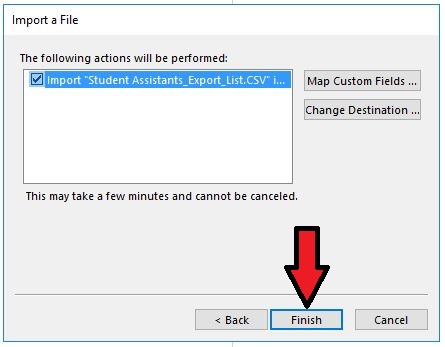 Import a File
The following actions will be performed:
Import "Student Assistants_Export_List.CSV" i...
Map Custom Fields ...
Change Destination ...
This may take a few minutes and cannot be canceled.
< Back
Finish
Cancel